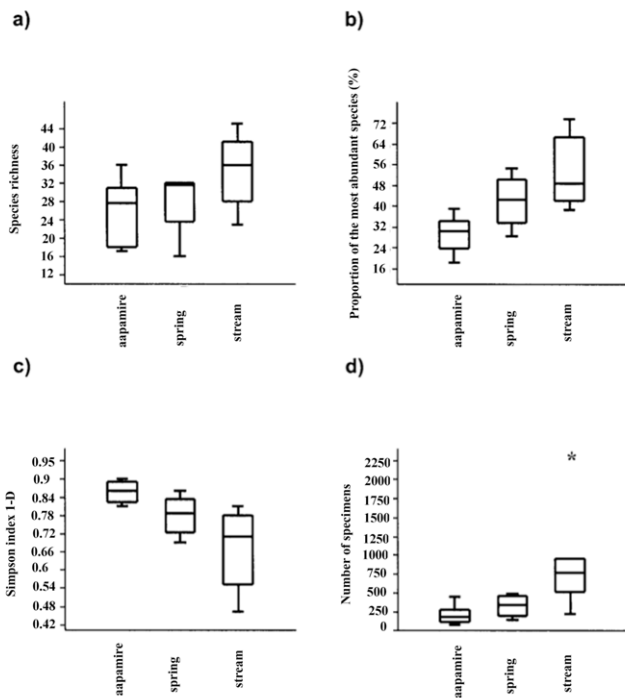 a)
Species richness
44
40
36
32
28
24
20
16
12
aapamire
spring
stream
b)
Proportion of the most abundant species (%)
72
64
56
48
40
32
24
16
aapamire
spring
stream
c)
Simpson index 1-D
0.95
0.9
0.84
0.78
0.72
0.66
0.6
0.54
0.48
0.42
aapamire
spring
stream
d)
Number of specimens
2250
2000
1750
1500
1250
1000
750
500
250
0
*
aapamire
spring
stream